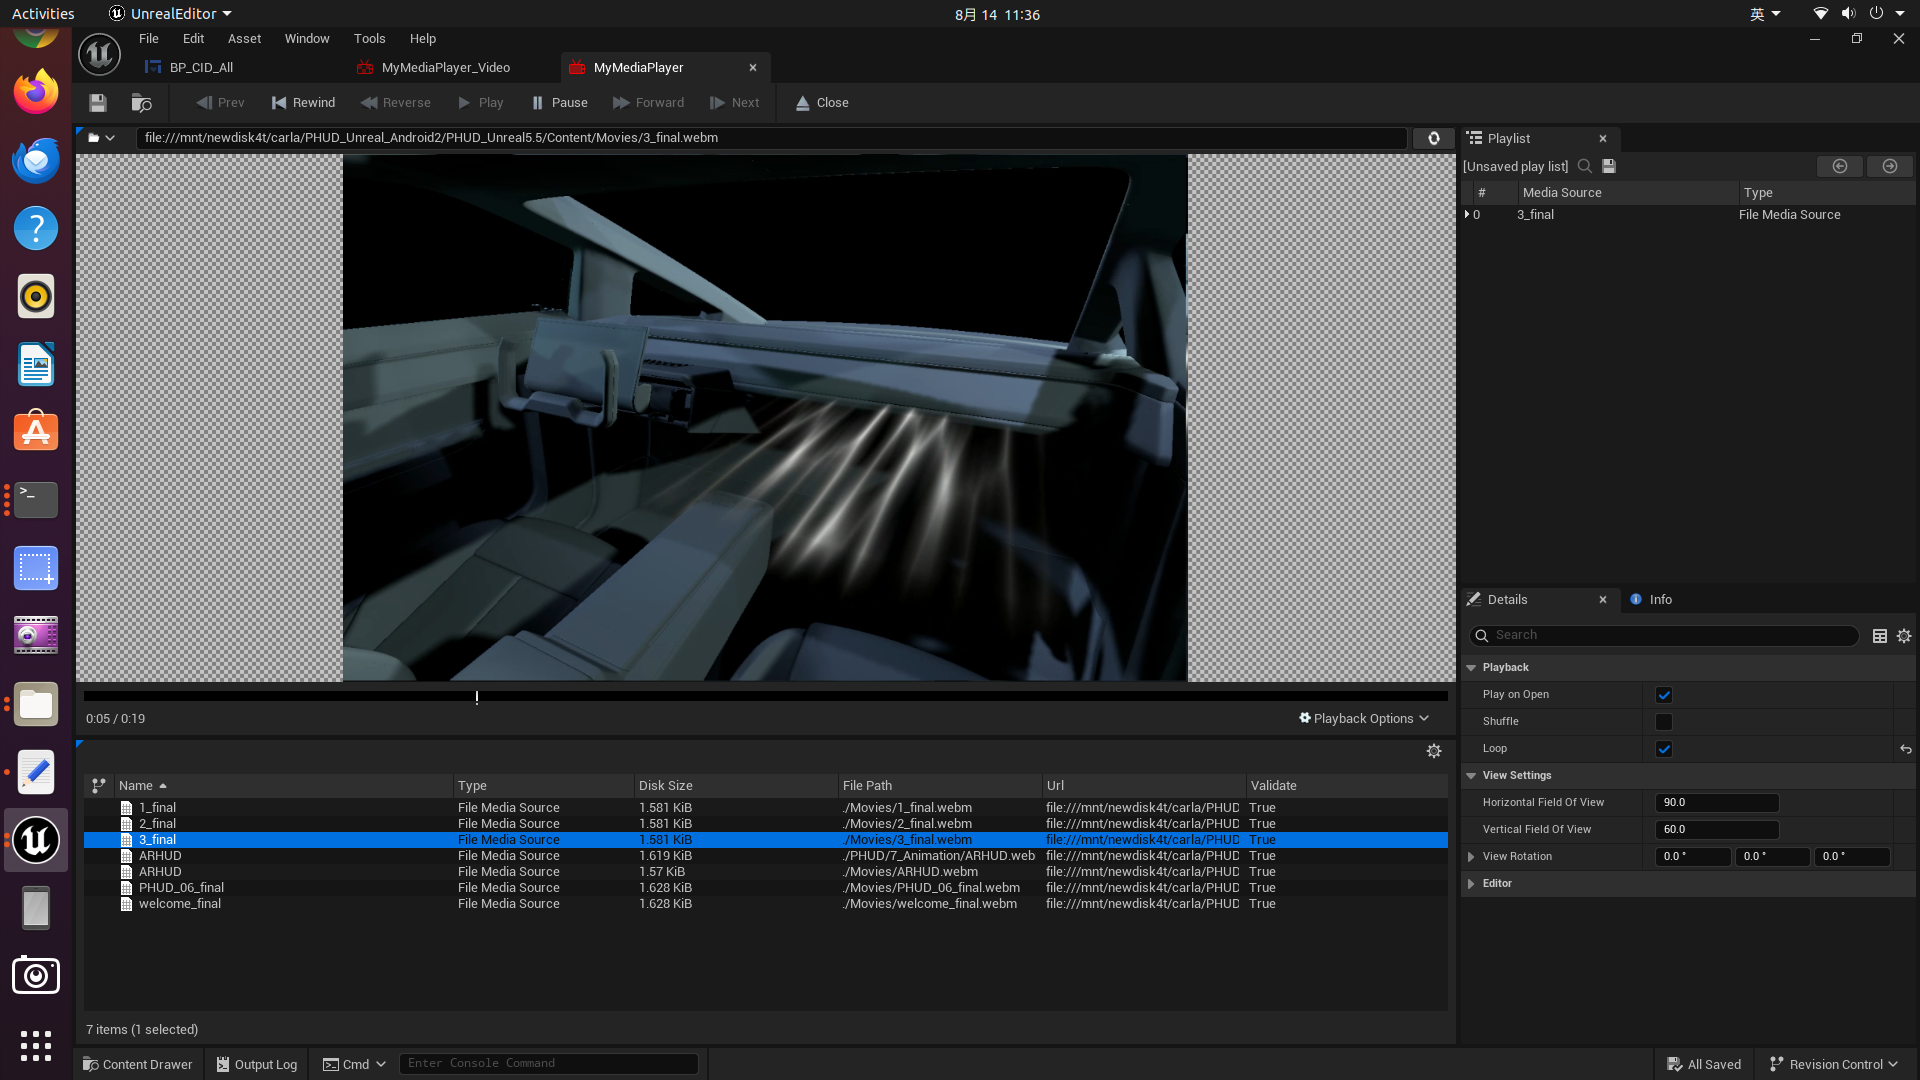 Activities
UnrealEditor
8月 14 11:36
英
File Edit Asset Window Tools Help
BP_CID_All
MyMediaPlayer_Video
MyMediaPlayer
Prev
Rewind
Reverse
Play
Pause
Forward
Next
Close
file:///mnt/newdisk4t/carla/PHUD_Unreal_Android2/PHUD_Unreal5.5/Content/Movies/3_final.webm
Playlist
[Unsaved play list]
# Media Source Type
0 3_final File Media Source
0:05 / 0:19
Playback Options
Name Type Disk Size File Path Url Validate
1_final File Media Source 1.581 KiB ./Movies/1_final.webm file:///mnt/newdisk4t/carla/PHUD True
2_final File Media Source 1.581 KiB ./Movies/2_final.webm file:///mnt/newdisk4t/carla/PHUD True
3_final File Media Source 1.581 KiB ./Movies/3_final.webm file:///mnt/newdisk4t/carla/PHUD True
ARHUD File Media Source 1.619 KiB ./PHUD/7_Animation/ARHUD.web file:///mnt/newdisk4t/carla/PHUD True
ARHUD File Media Source 1.57 KiB ./Movies/ARHUD.webm file:///mnt/newdisk4t/carla/PHUD True
PHUD_06_final File Media Source 1.628 KiB ./Movies/PHUD_06_final.webm file:///mnt/newdisk4t/carla/PHUD True
welcome_final File Media Source 1.628 KiB ./Movies/welcome_final.webm file:///mnt/newdisk4t/carla/PHUD True
7 items (1 selected)
Details
Info
Search
Playback
Play on Open
Shuffle
Loop
View Settings
Horizontal Field Of View 90.0
Vertical Field Of View 60.0
View Rotation 0.0 ° 0.0 ° 0.0 °
Editor
Content Drawer
Output Log
Cmd
Enter Console Command
All Saved
Revision Control